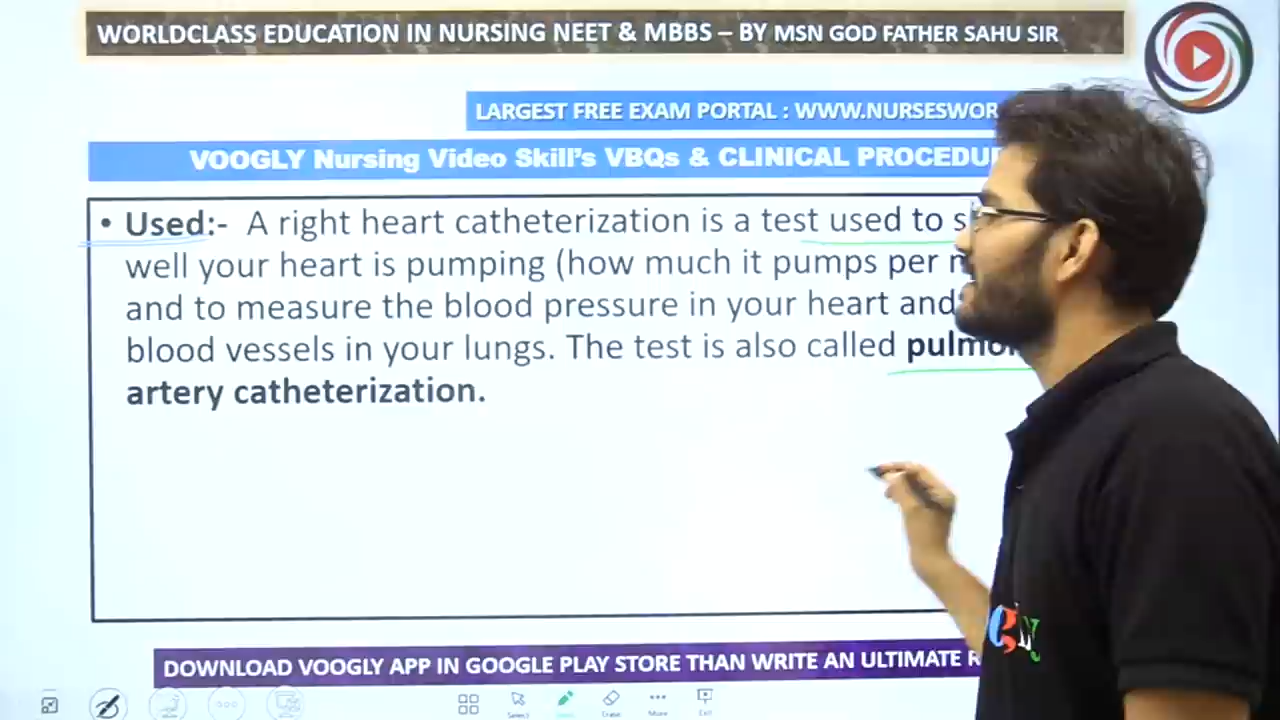 WORLDCLASS EDUCATION IN NURSING NEET & MBBS – BY MSN GOD FATHER SAHU SIR
LARGEST FREE EXAM PORTAL : WWW.NURSESWOR
VOOGLY Nursing Video Skill's VBQs & CLINICAL PROCEDU
• Used:- A right heart catheterization is a test used to s
well your heart is pumping (how much it pumps per
and to measure the blood pressure in your heart and
blood vessels in your lungs. The test is also called pulmo
artery catheterization.
DOWNLOAD VOOGLY APP IN GOOGLE PLAY STORE THAN WRITE AN ULTIMATE R
Select
Erase
More
Exit